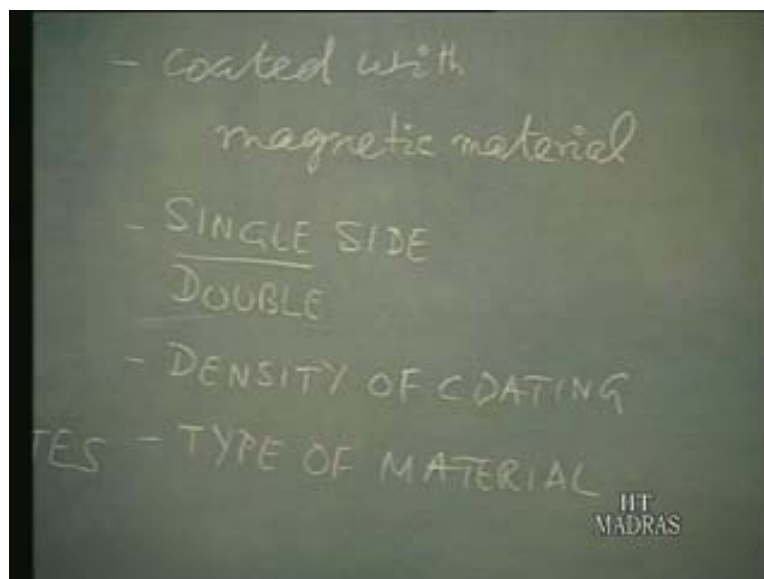 - coated with
magnetic material
- SINGLE SIDE
DOUBLE
- DENSITY OF COATING
TES - TYPE OF MATERIAL
IIT
MADRAS